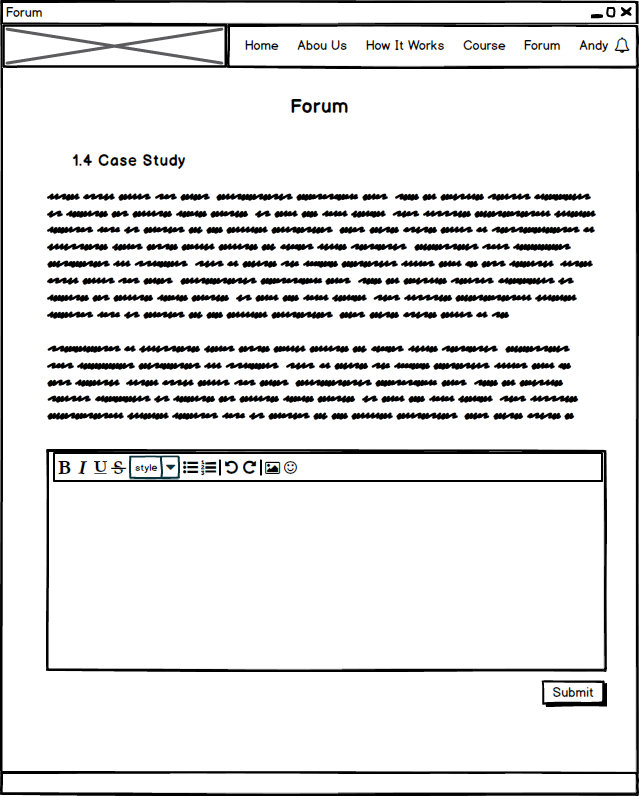 Forum
Home Abou Us How It Works Course Forum Andy
Forum
1.4 Case Study
B I U S style
Submit